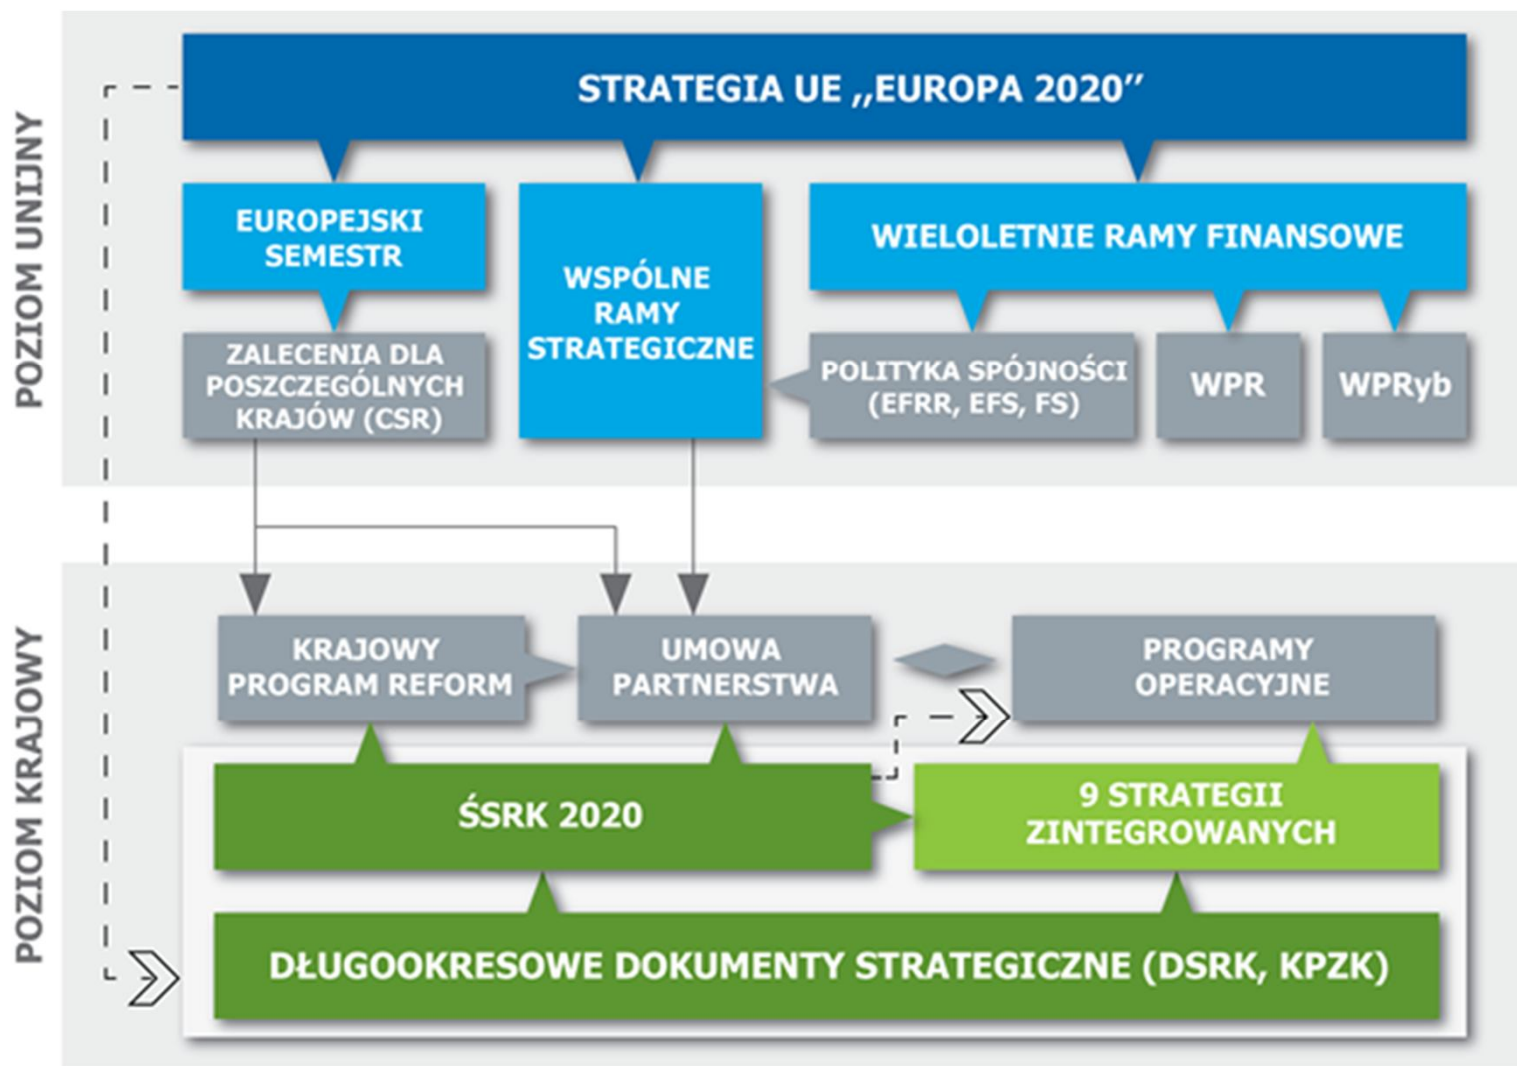 POZIOM UNIJNY
STRATEGIA UE ,,EUROPA 2020”
EUROPEJSKI
SEMESTR
WSPÓLNE
RAMY
STRATEGICZNE
WIELOLETNIE RAMY FINANSOWE
ZALECENIA DLA
POSZCZEGÓLNYCH
KRAJÓW (CSR)
POLITYKA SPÓJNOŚCI
(EFRR, EFS, FS)
WPR
WPRyb
POZIOM KRAJOWY
KRAJOWY
PROGRAM REFORM
UMOWA
PARTNERSTWA
PROGRAMY
OPERACYJNE
ŚSRK 2020
9 STRATEGII
ZINTEGROWANYCH
DŁUGOOKRESOWE DOKUMENTY STRATEGICZNE (DSRK, KPZK)